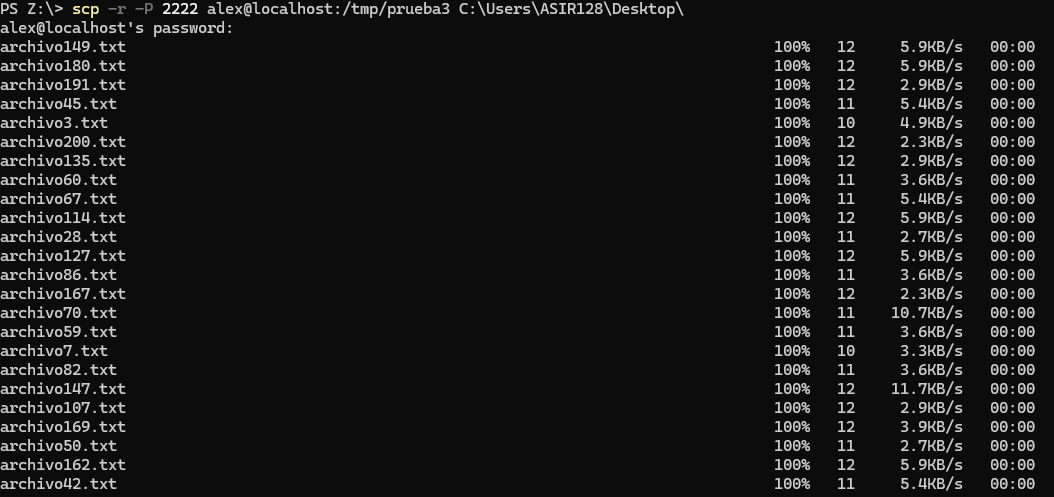 PS Z:\> scp -r -P 2222 alex@localhost:/tmp/prueba3 C:\Users\ASIR128\Desktop\
alex@localhost's password:
archivo149.txt 100% 12 5.9KB/s 00:00
archivo180.txt 100% 12 5.9KB/s 00:00
archivo191.txt 100% 12 2.9KB/s 00:00
archivo45.txt 100% 11 5.4KB/s 00:00
archivo3.txt 100% 10 4.9KB/s 00:00
archivo200.txt 100% 12 2.3KB/s 00:00
archivo135.txt 100% 12 2.9KB/s 00:00
archivo60.txt 100% 11 3.6KB/s 00:00
archivo67.txt 100% 11 5.4KB/s 00:00
archivo114.txt 100% 12 5.9KB/s 00:00
archivo28.txt 100% 11 2.7KB/s 00:00
archivo127.txt 100% 12 5.9KB/s 00:00
archivo86.txt 100% 11 3.6KB/s 00:00
archivo167.txt 100% 12 2.3KB/s 00:00
archivo70.txt 100% 11 10.7KB/s 00:00
archivo59.txt 100% 11 3.6KB/s 00:00
archivo7.txt 100% 10 3.3KB/s 00:00
archivo82.txt 100% 11 3.6KB/s 00:00
archivo147.txt 100% 12 11.7KB/s 00:00
archivo107.txt 100% 12 2.9KB/s 00:00
archivo169.txt 100% 12 3.9KB/s 00:00
archivo50.txt 100% 11 2.7KB/s 00:00
archivo162.txt 100% 12 5.9KB/s 00:00
archivo42.txt 100% 11 5.4KB/s 00:00